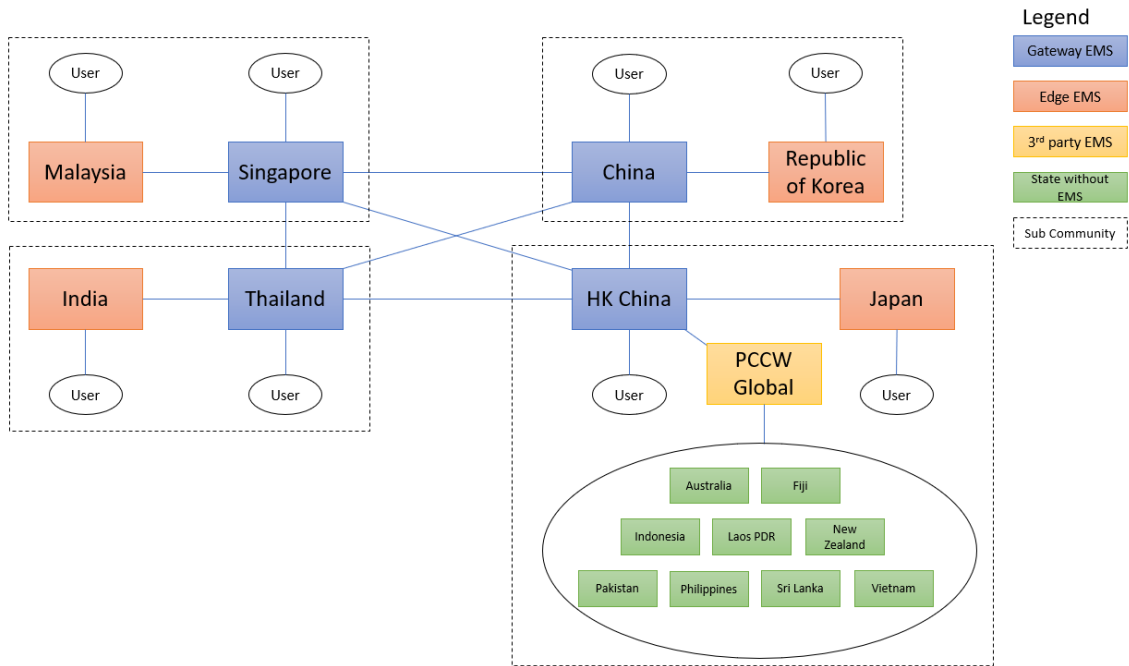 Legend
Gateway EMS
Edge EMS
3rd party EMS
State without
EMS
Sub Community
User
User
User
User
Malaysia
Singapore
China
Republic
of Korea
India
Thailand
HK China
Japan
PCCW
Global
User
User
User
User
Australia
Fiji
Indonesia
Laos PDR
New
Zealand
Pakistan
Philippines
Sri Lanka
Vietnam